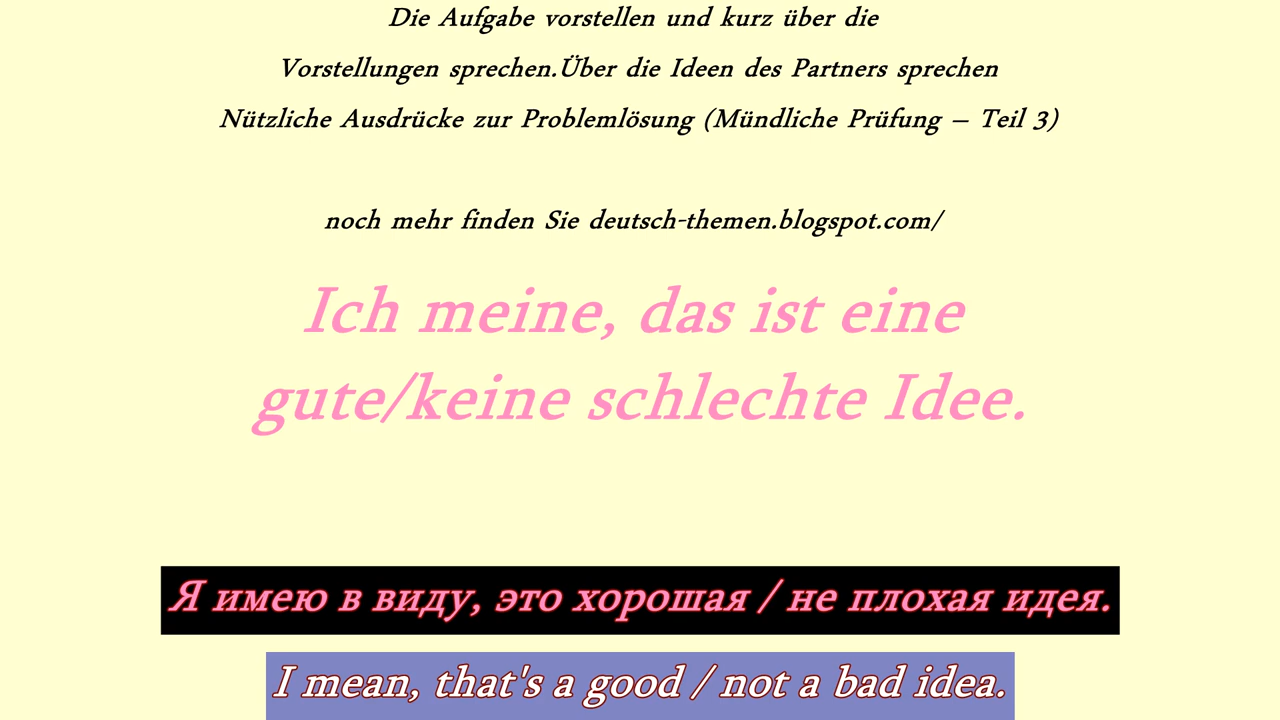 Die Aufgabe vorstellen und kurz über die
Vorstellungen sprechen.Über die Ideen des Partners sprechen
Nützliche Ausdrücke zur Problemlösung (Mündliche Prüfung – Teil 3)
noch mehr finden Sie deutsch-themen.blogspot.com/
Ich meine, das ist eine
gute/keine schlechte Idee.
Я имею в виду, это хорошая / не плохая идея.
I mean, that's a good / not a bad idea.